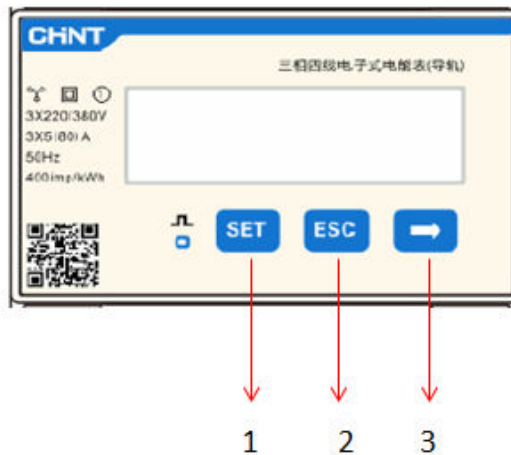 CHNT
三相四线电子式电能表(导轨)
3X220/380V
3X5(80)A
50Hz
400imp/kWh
SET
ESC
1
2
3